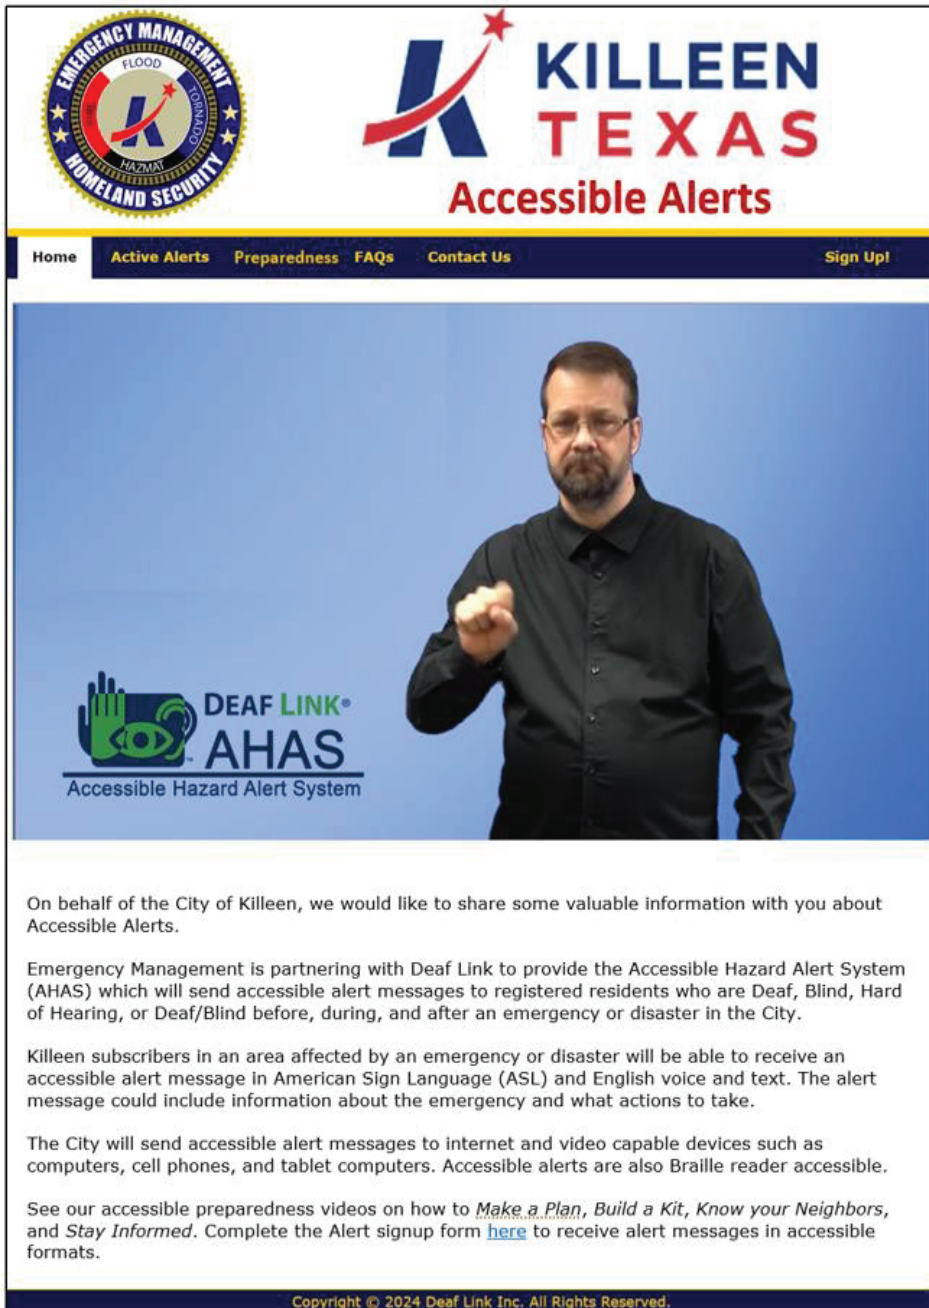 EMERGENCY MANAGEMENT
FLOOD
TORNADO
HAZMAT
HOMELAND SECURITY
KILLEEN
TEXAS
Accessible Alerts
Home Active Alerts Preparedness FAQs Contact Us Sign Up!
DEAF LINK®
AHAS
Accessible Hazard Alert System
On behalf of the City of Killeen, we would like to share some valuable information with you about
Accessible Alerts.
Emergency Management is partnering with Deaf Link to provide the Accessible Hazard Alert System
(AHAS) which will send accessible alert messages to registered residents who are Deaf, Blind, Hard
of Hearing, or Deaf/Blind before, during, and after an emergency or disaster in the City.
Killeen subscribers in an area affected by an emergency or disaster will be able to receive an
accessible alert message in American Sign Language (ASL) and English voice and text. The alert
message could include information about the emergency and what actions to take.
The City will send accessible alert messages to internet and video capable devices such as
computers, cell phones, and tablet computers. Accessible alerts are also Braille reader accessible.
See our accessible preparedness videos on how to Make a Plan, Build a Kit, Know your Neighbors,
and Stay Informed. Complete the Alert signup form here to receive alert messages in accessible
formats.
Copyright © 2024 Deaf Link Inc. All Rights Reserved.